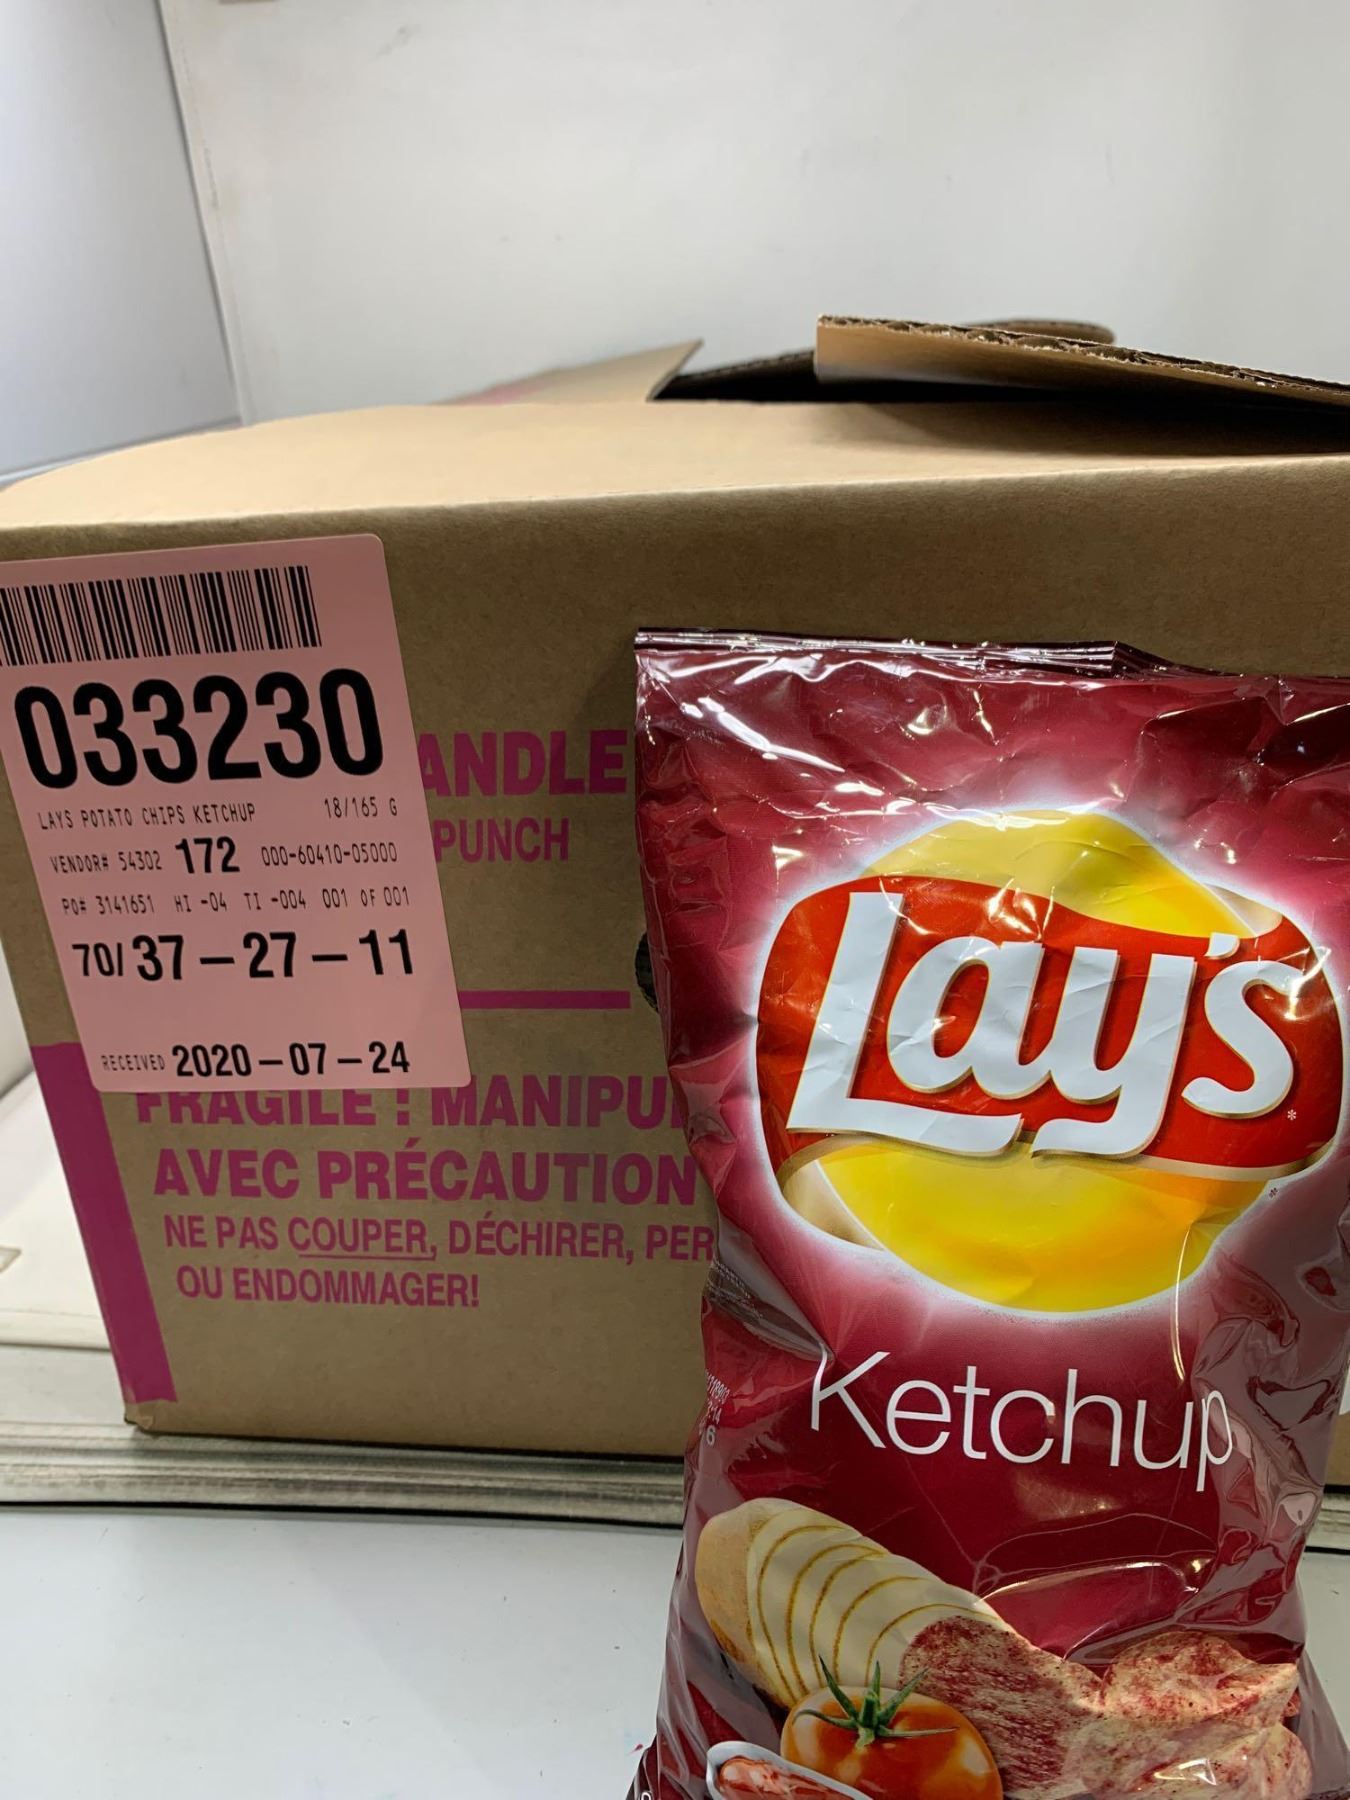 033230
LAYS POTATO CHIPS KETCHUP 18/165 G
VENDOR# 54302 172 000-60410-05000
PO# 3141651 HI -04 TI -004 001 OF 001
70/ 37-27-11
RECEIVED 2020-07-24
ANDLE
PUNCH
FRAGILE : MANIPU
AVEC PRÉCAUTION
NE PAS COUPER, DÉCHIRER, PER
OU ENDOMMAGER!
Lay's
Ketchup